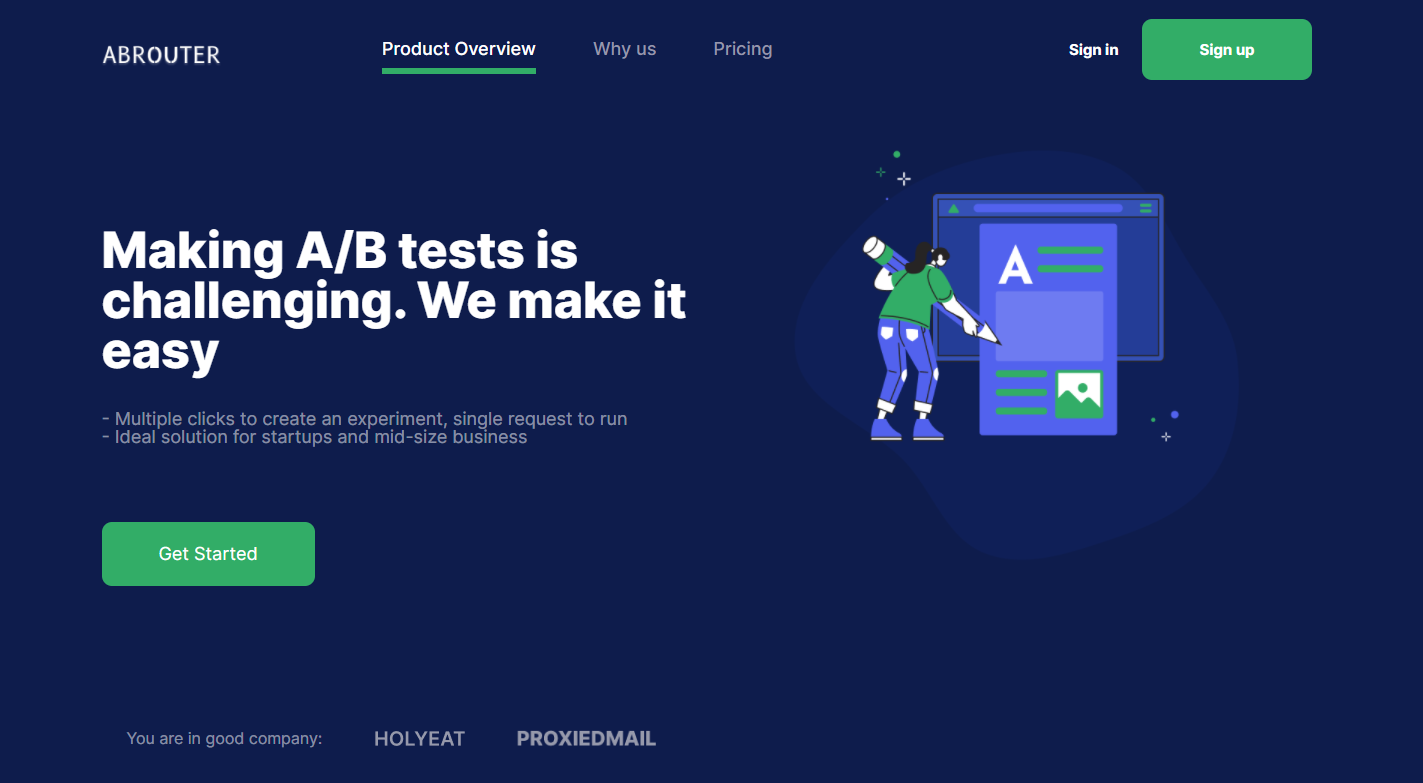 ABROUTER
Product Overview
Why us
Pricing
Sign in
Sign up
Making A/B tests is
challenging. We make it
easy
- Multiple clicks to create an experiment, single request to run
- Ideal solution for startups and mid-size business
A
Get Started
You are in good company:
HOLYEAT
PROXIEDMAIL